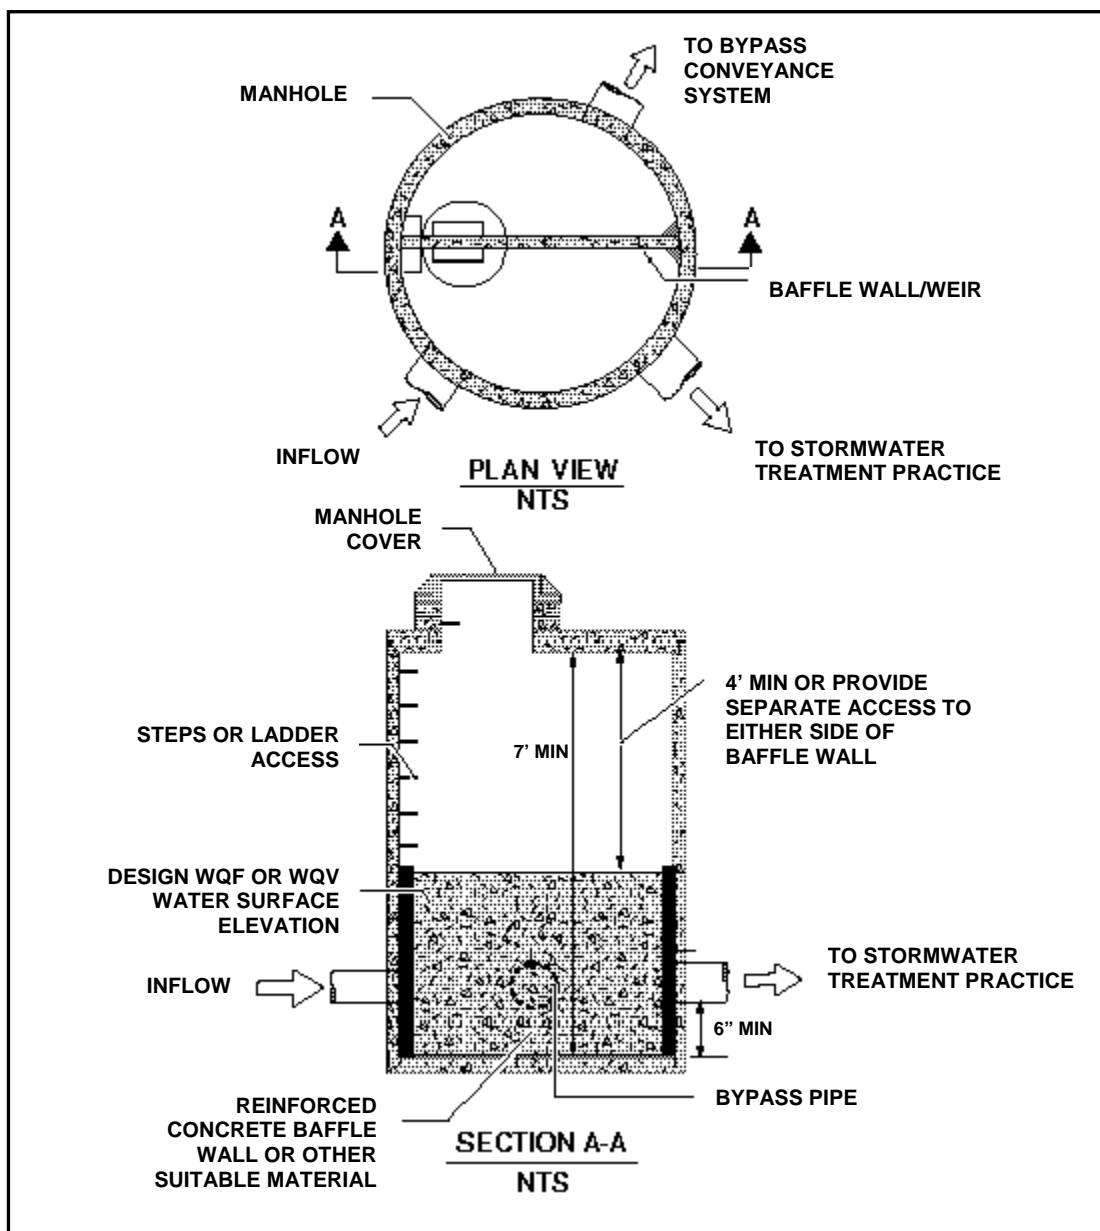 TO BYPASS
CONVEYANCE
SYSTEM
MANHOLE
A
A
BAFFLE WALL/WEIR
INFLOW
TO STORMWATER
TREATMENT PRACTICE
PLAN VIEW
NTS
MANHOLE
COVER
4’ MIN OR PROVIDE
SEPARATE ACCESS TO
EITHER SIDE OF
BAFFLE WALL
STEPS OR LADDER
ACCESS
7’ MIN
DESIGN WQF OR WQV
WATER SURFACE
ELEVATION
INFLOW
TO STORMWATER
TREATMENT PRACTICE
6” MIN
BYPASS PIPE
REINFORCED
CONCRETE BAFFLE
WALL OR OTHER
SUITABLE MATERIAL
SECTION A-A
NTS